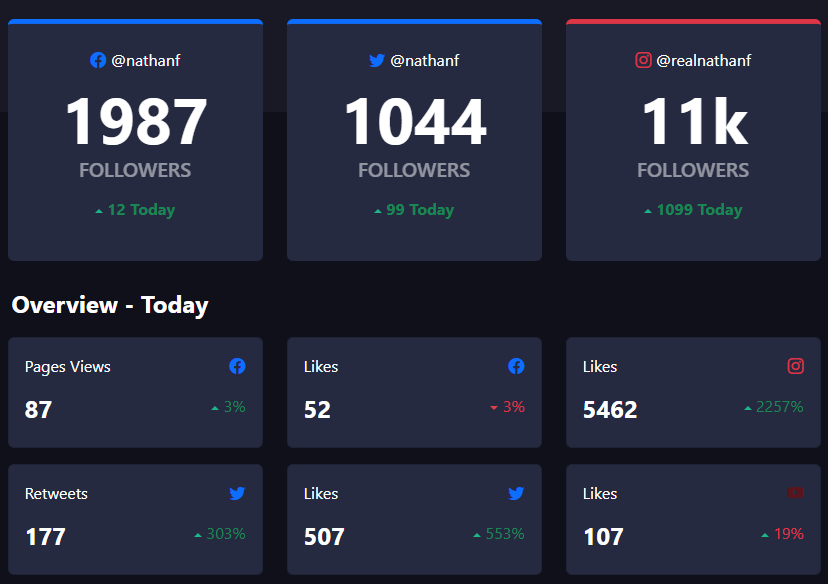 @nathanf
1987
FOLLOWERS
12 Today
@nathanf
1044
FOLLOWERS
99 Today
@realnathanf
11k
FOLLOWERS
1099 Today
Overview - Today
Pages Views
87
3%
Likes
52
3%
Likes
5462
2257%
Retweets
177
303%
Likes
507
553%
Likes
107
19%